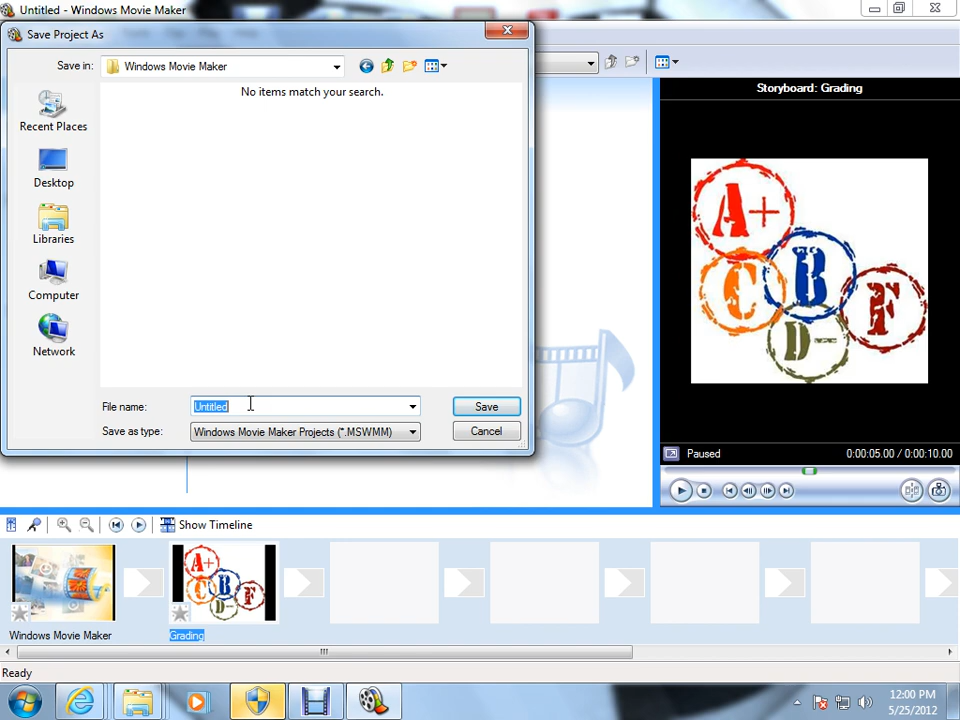 Untitled - Windows Movie Maker
Save Project As
Save in:
Windows Movie Maker
No items match your search.
Recent Places
Desktop
Libraries
Computer
Network
File name:
Untitled
Save
Save as type:
Windows Movie Maker Projects (*.MSWMM)
Cancel
Storyboard: Grading
A+
C
B
F
D-
Paused
0:00:05.00 / 0:00:10.00
Show Timeline
A+
C
B
F
D-
Windows Movie Maker
Grading
Ready
12:00 PM
5/25/2012